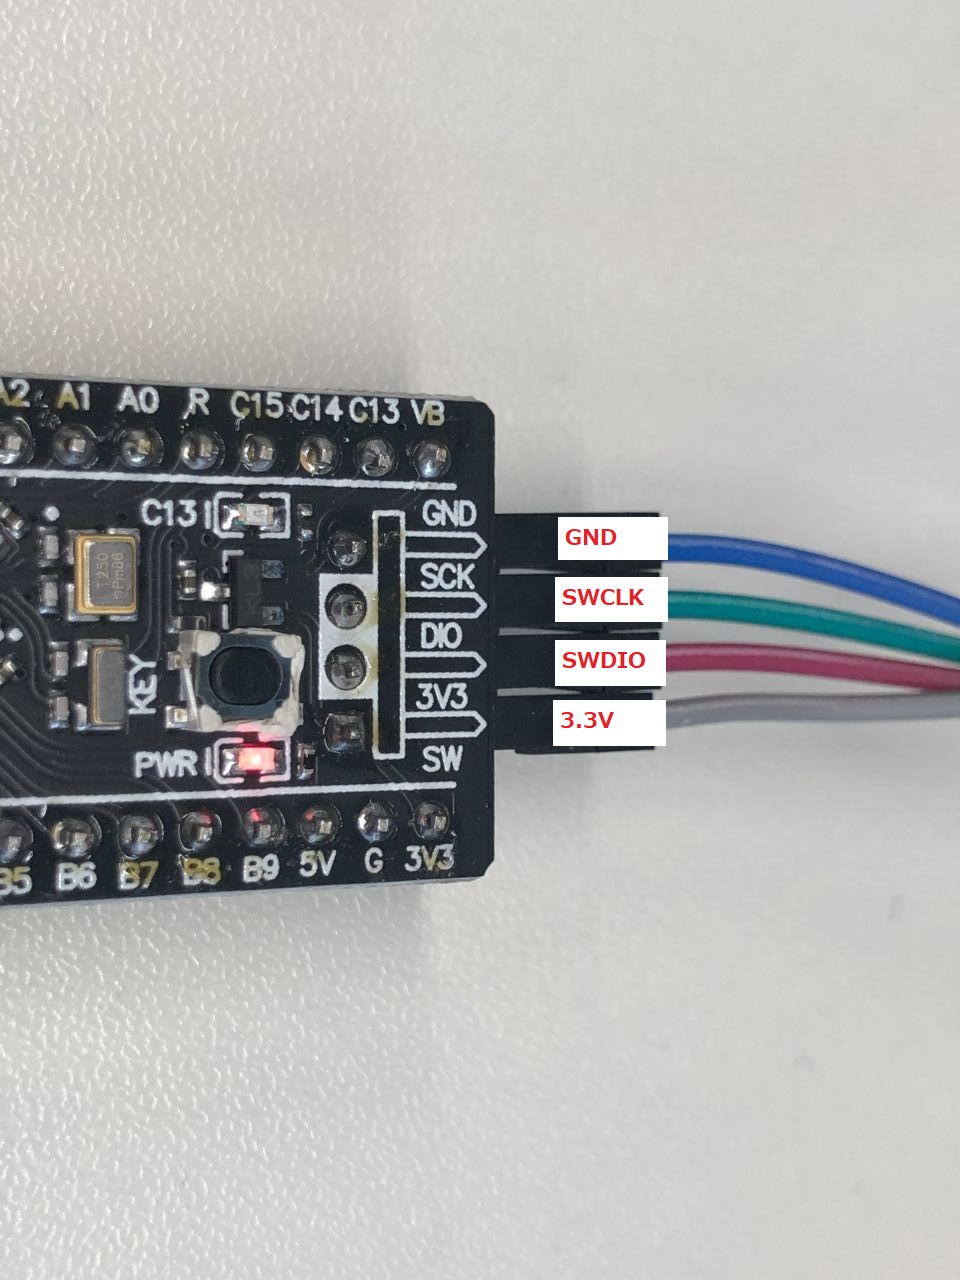 A2 A1 A0 R C15 C14 C13 VB
C13
GND
GND
SCK
SWCLK
DIO
SWDIO
3V3
3.3V
SW
KEY
PWR
B5 B6 B7 B8 B9 5V G 3V3